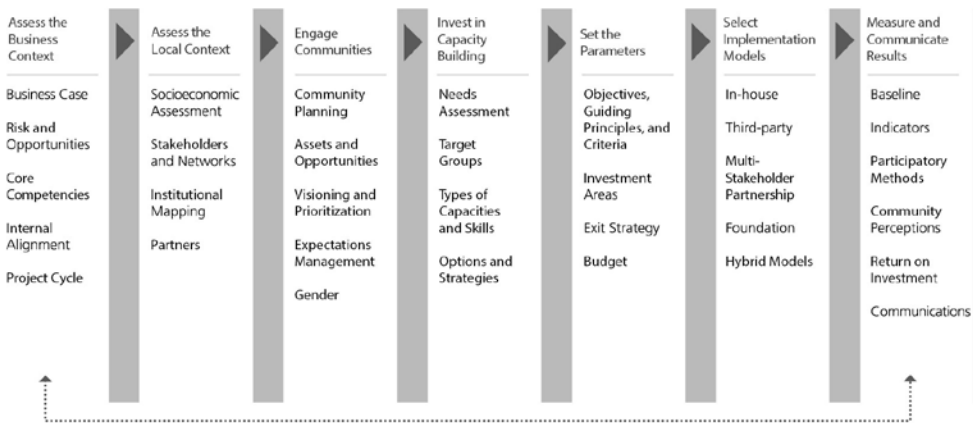 Assess the
Business
Context
Business Case
Risk and
Opportunities
Core
Competencies
Internal
Alignment
Project Cycle
Assess the
Local Context
Socioeconomic
Assessment
Stakeholders
and Networks
Institutional
Mapping
Partners
Engage
Communities
Community
Planning
Assets and
Opportunities
Visioning and
Prioritization
Expectations
Management
Gender
Invest in
Capacity
Building
Needs
Assessment
Target
Groups
Types of
Capacities
and Skills
Options and
Strategies
Set the
Parameters
Objectives,
Guiding
Principles, and
Criteria
Investment
Areas
Exit Strategy
Budget
Select
Implementation
Models
In-house
Third-party
Multi-
Stakeholder
Partnership
Foundation
Hybrid Models
Measure and
Communicate
Results
Baseline
Indicators
Participatory
Methods
Community
Perceptions
Return on
Investment
Communications